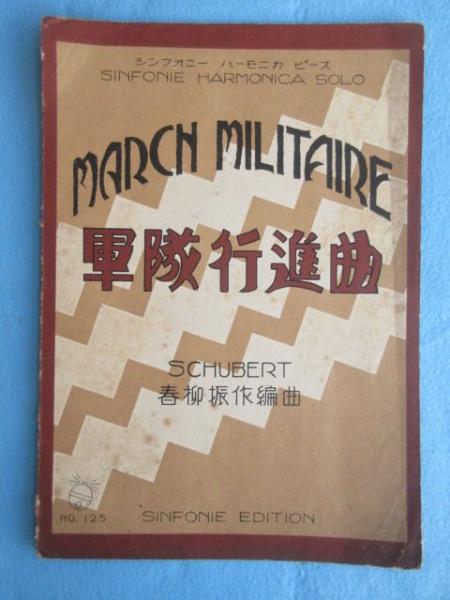 シンフォニー ハーモニカ ピース
SINFONIE HARMONICA SOLO
MARCH MILITAIRE
軍隊行進曲
SCHUBERT
春柳振作編曲
NO. 125 SINFONIE EDITION